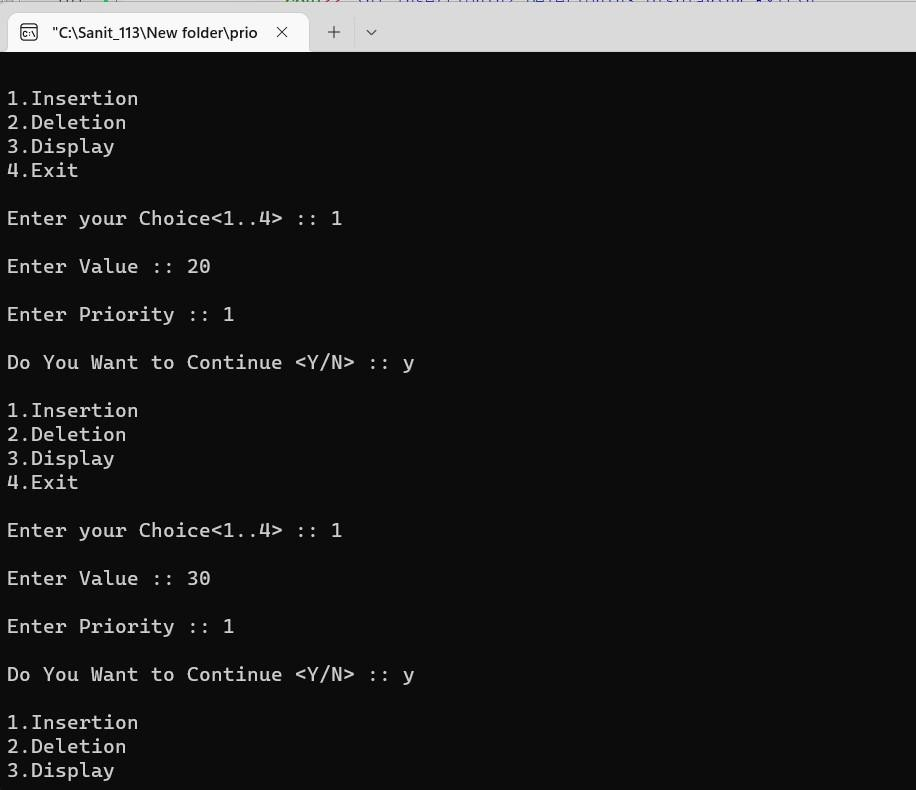 "C:\Sanit_113\New folder\prio
1.Insertion
2.Deletion
3.Display
4.Exit
Enter your Choice<1..4> :: 1
Enter Value :: 20
Enter Priority :: 1
Do You Want to Continue <Y/N> :: y
1.Insertion
2.Deletion
3.Display
4.Exit
Enter your Choice<1..4> :: 1
Enter Value :: 30
Enter Priority :: 1
Do You Want to Continue <Y/N> :: y
1.Insertion
2.Deletion
3.Display